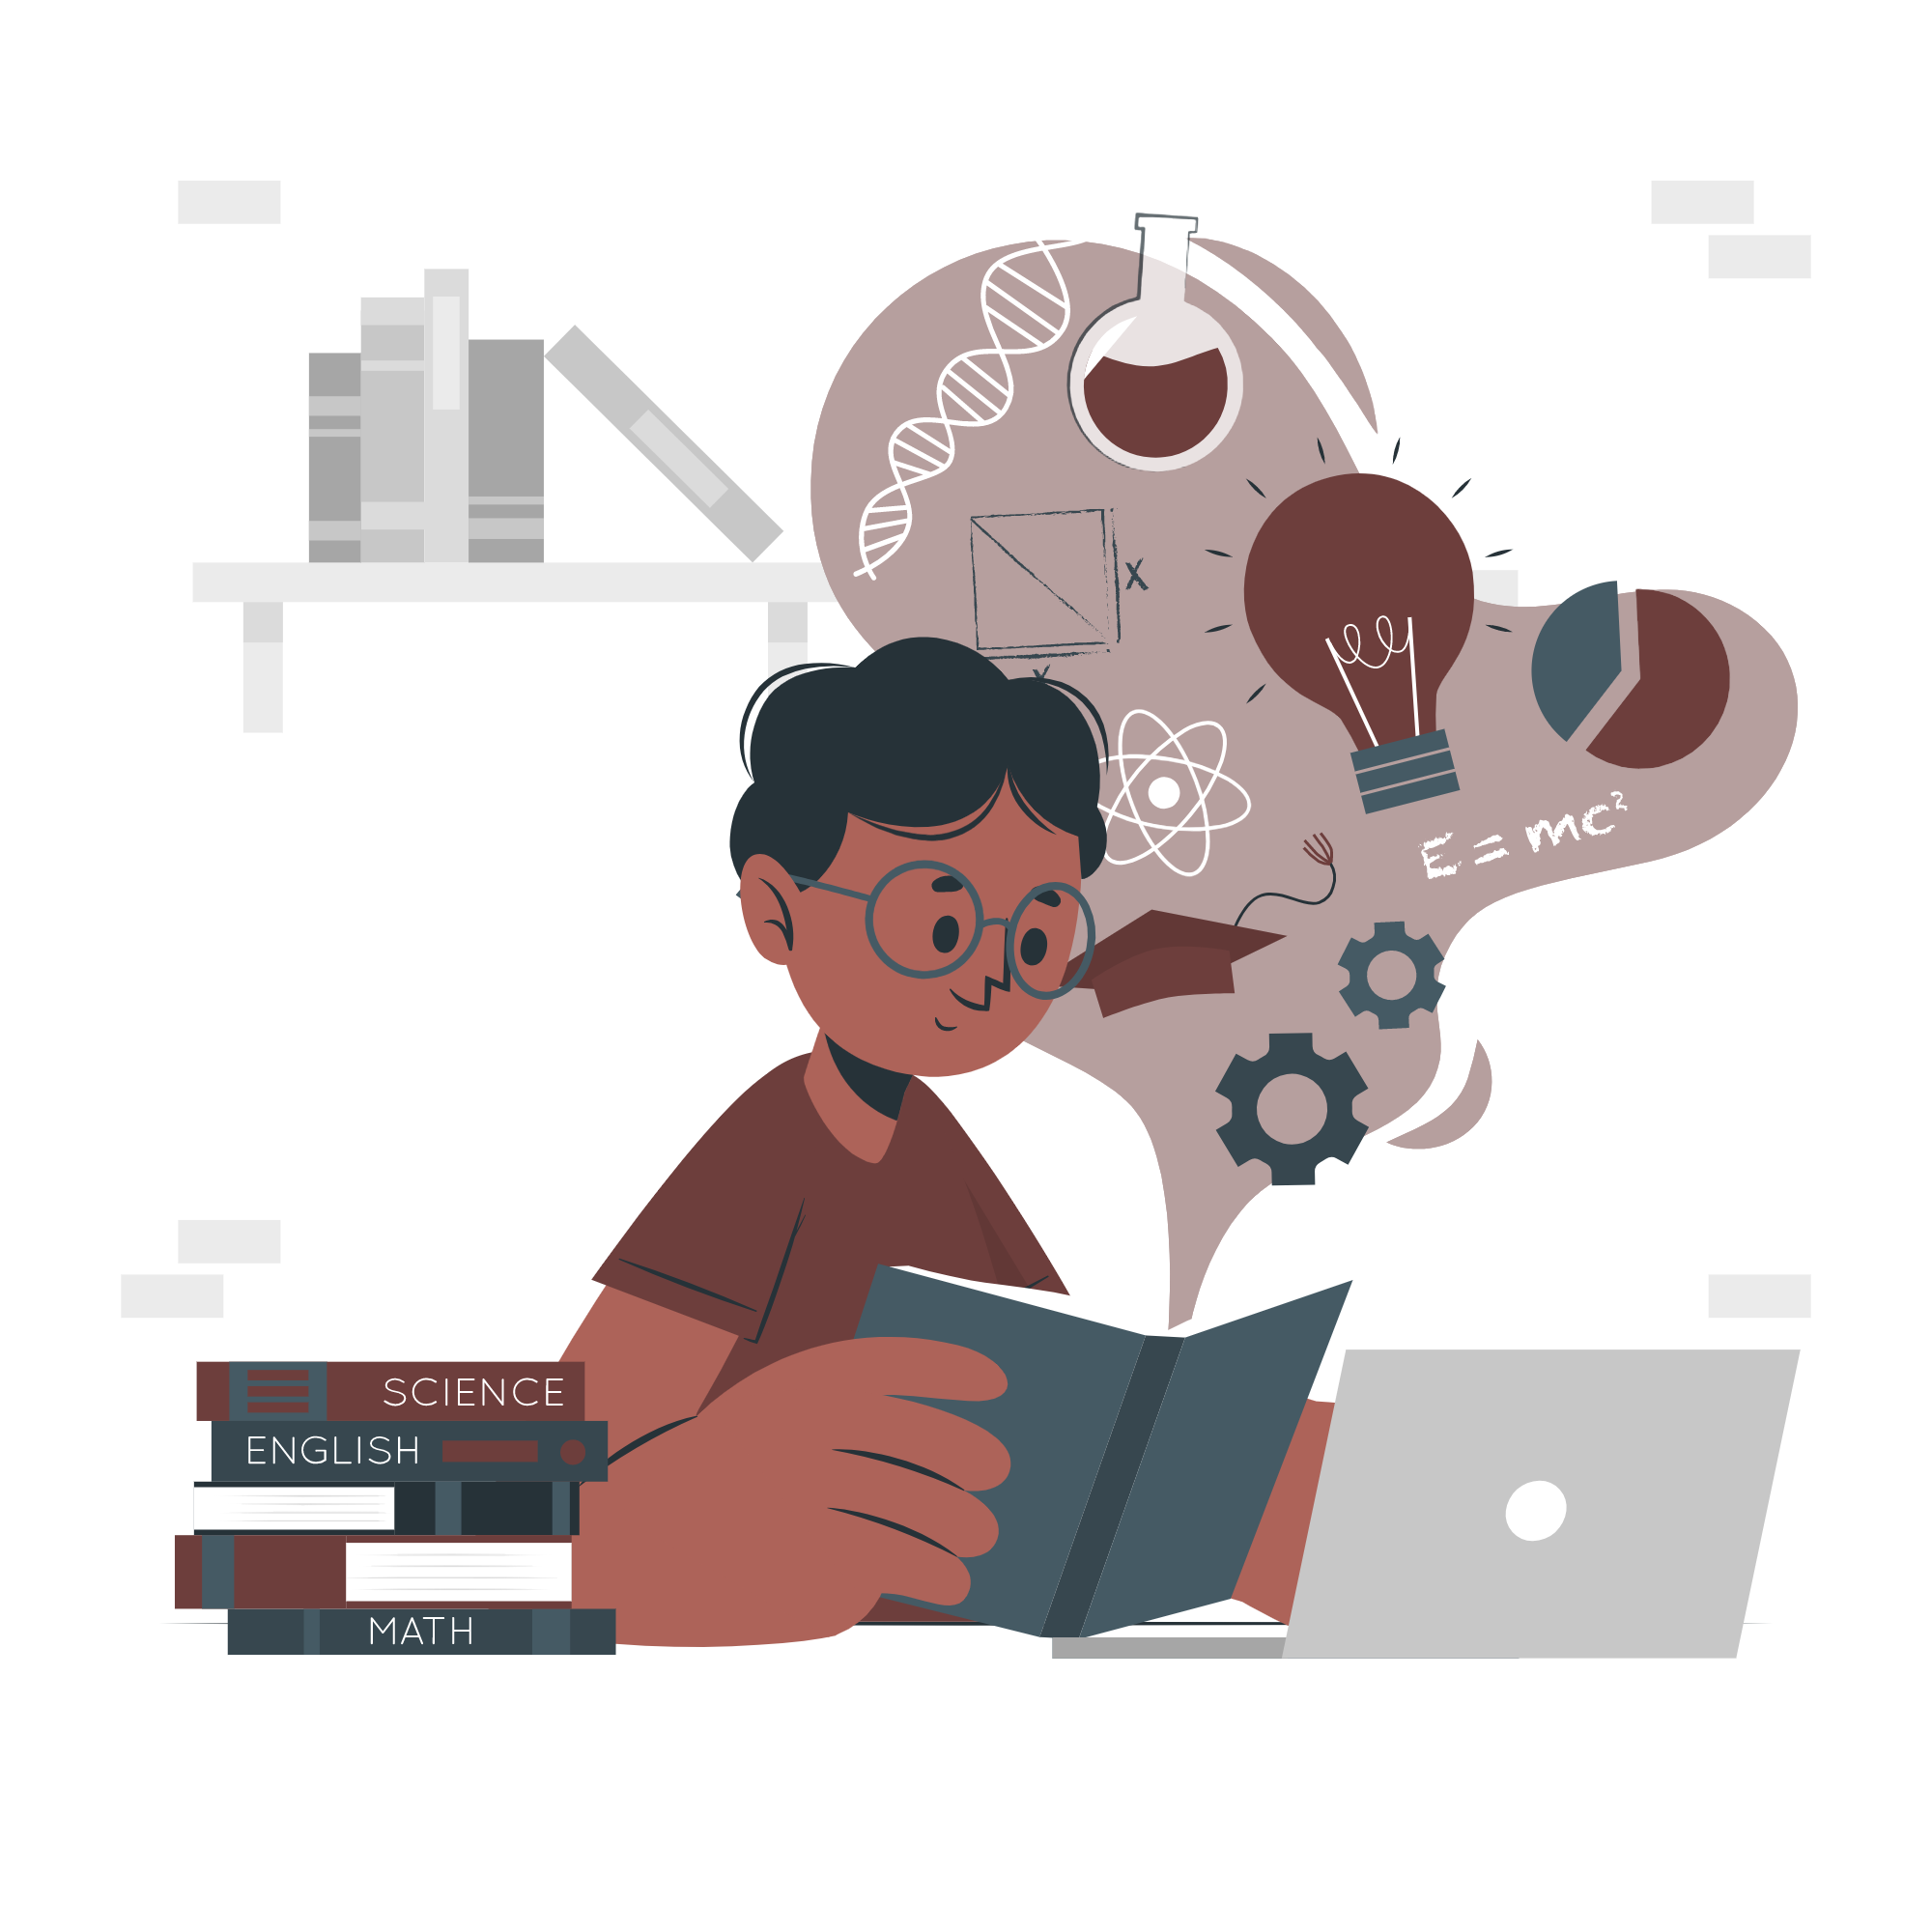 X
Y
E = mc²
SCIENCE
ENGLISH
MATH